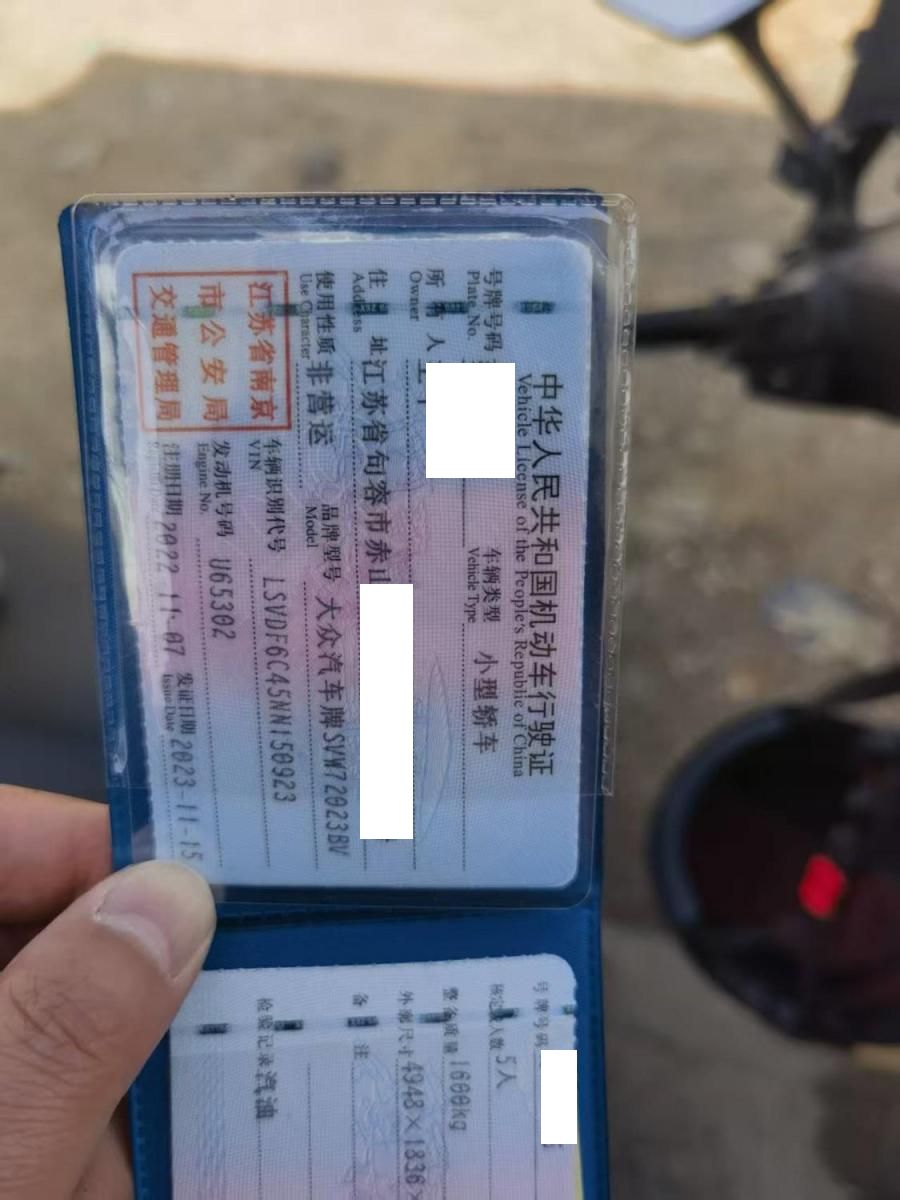 中华人民共和国机动车行驶证
Vehicle License of the People's Republic of China
号牌号码
Plate No.
车辆类型 小型轿车
Vehicle Type
所有人
Owner
住址 江苏省句容市赤山
Address
使用性质 非营运
Use Character
品牌型号 大众汽车牌SVW72023BV
Model
车辆识别代号 LSVDF6C45NN150923
VIN
发动机号码 U65302
Engine No.
注册日期 2022-11-07
发证日期 2023-11-15
Issue Date
江苏省南京
市公安局
交通管理局
号牌号码
核定载人数 5人
整备质量 1600kg
外廓尺寸 4948×1836×
备注
检验记录 汽油